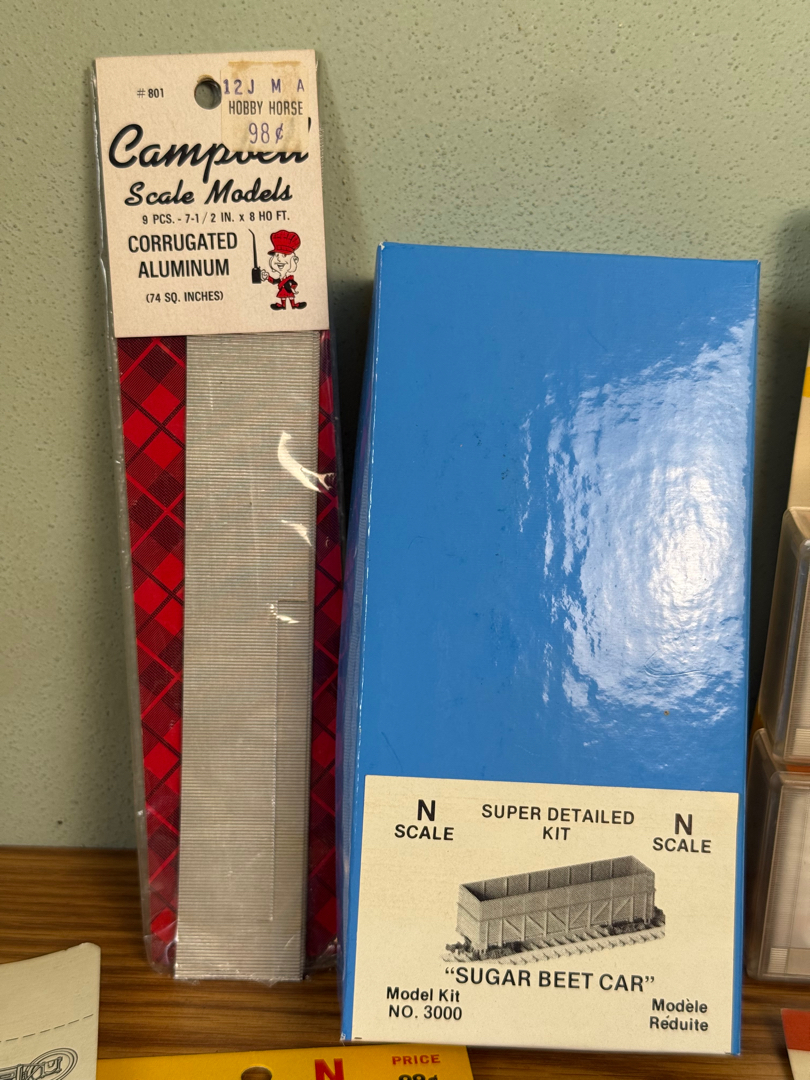 #801
12J M A
HOBBY HORSE
98¢
Campbell
Scale Models
9 PCS. - 7-1/2 IN. x 8 HO FT.
CORRUGATED
ALUMINUM
(74 SQ. INCHES)
N
SCALE
SUPER DETAILED
KIT
N
SCALE
"SUGAR BEET CAR"
Model Kit
NO. 3000
Modèle
Réduite
N
PRICE